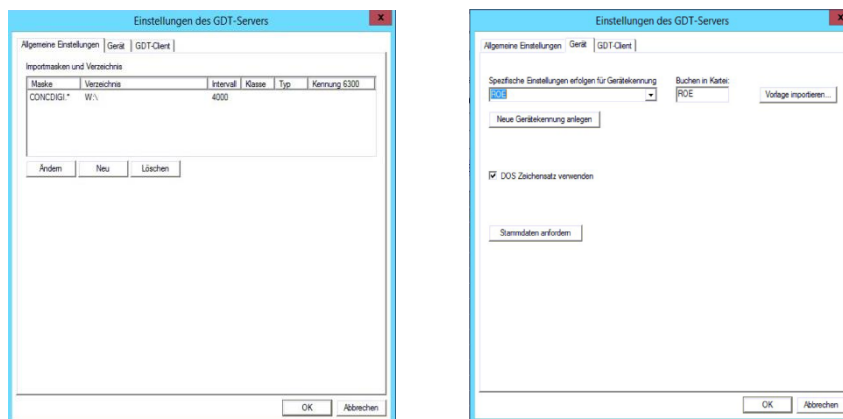 Einstellungen des GDT-Servers
x
Allgemeine Einstellungen Gerät GDT-Client
Importmasken und Verzeichnis
Maske Verzeichnis Intervall Klasse Typ Kennung 6300
CONCDIGI.* W:\ 4000
Ändern Neu Löschen
OK Abbrechen
Einstellungen des GDT-Servers
x
Allgemeine Einstellungen Gerät GDT-Client
Spezifische Einstellungen erfolgen für Gerätekennung Buchen in Kartei:
ROE ROE Vorlage importieren...
Neue Gerätekennung anlegen
DOS Zeichensatz verwenden
Stammdaten anfordern
OK Abbrechen